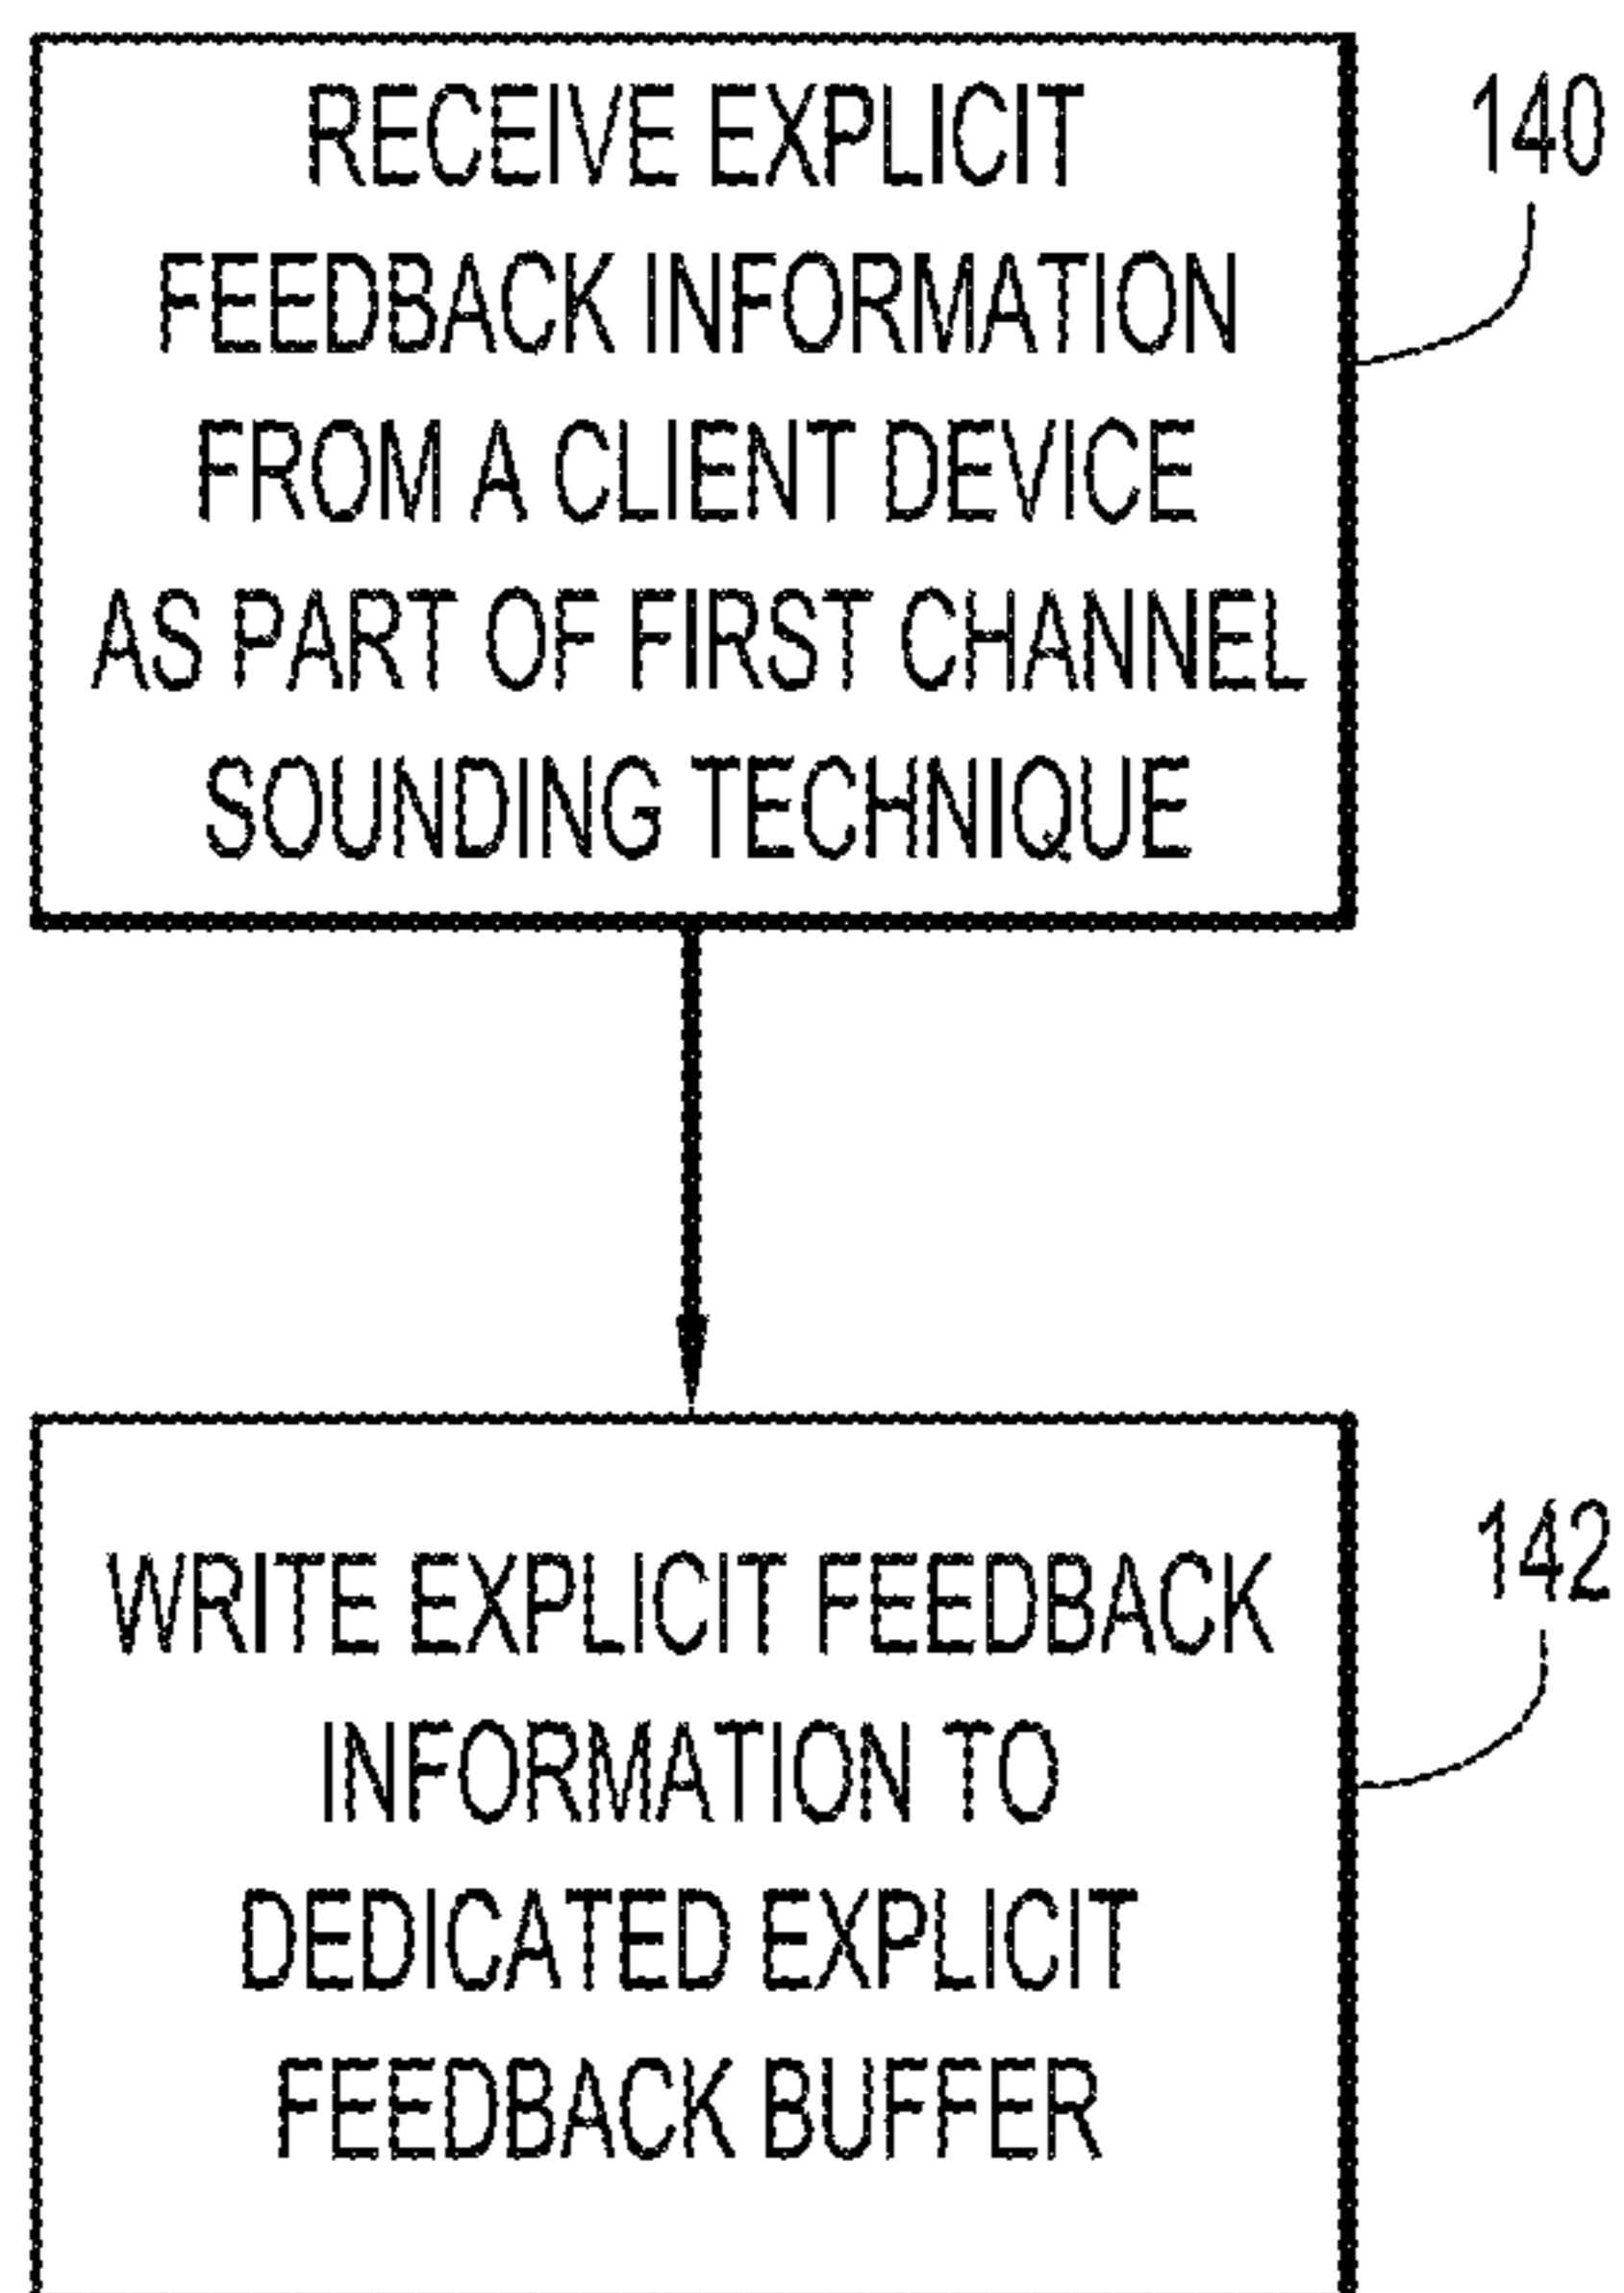 RECEIVE EXPLICIT
FEEDBACK INFORMATION
FROM A CLIENT DEVICE
AS PART OF FIRST CHANNEL
SOUNDING TECHNIQUE
140
WRITE EXPLICIT FEEDBACK
INFORMATION TO
DEDICATED EXPLICIT
FEEDBACK BUFFER
142